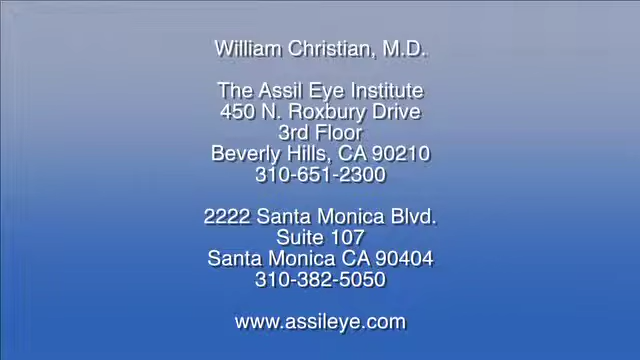 William Christian, M.D.
The Assil Eye Institute
450 N. Roxbury Drive
3rd Floor
Beverly Hills, CA 90210
310-651-2300
2222 Santa Monica Blvd.
Suite 107
Santa Monica CA 90404
310-382-5050
www.assileye.com